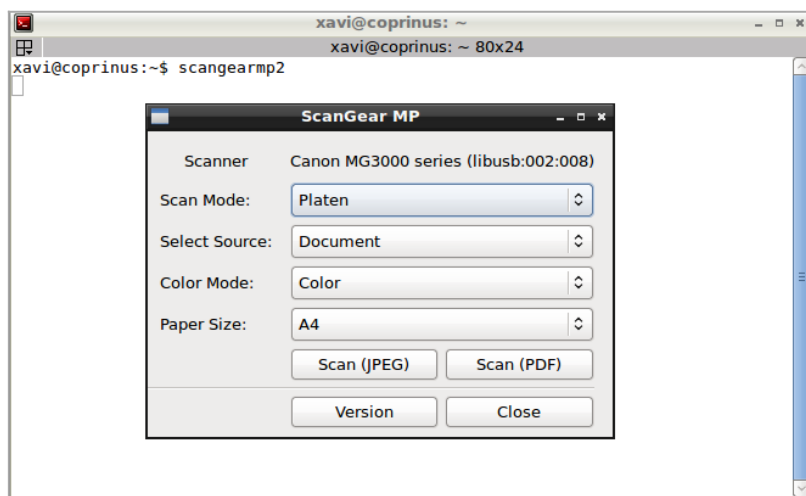 xavi@coprinus: ~
xavi@coprinus: ~ 80x24
xavi@coprinus:~$ scangearmp2
ScanGear MP
Scanner Canon MG3000 series (libusb:002:008)
Scan Mode: Platen
Select Source: Document
Color Mode: Color
Paper Size: A4
Scan (JPEG) Scan (PDF)
Version Close